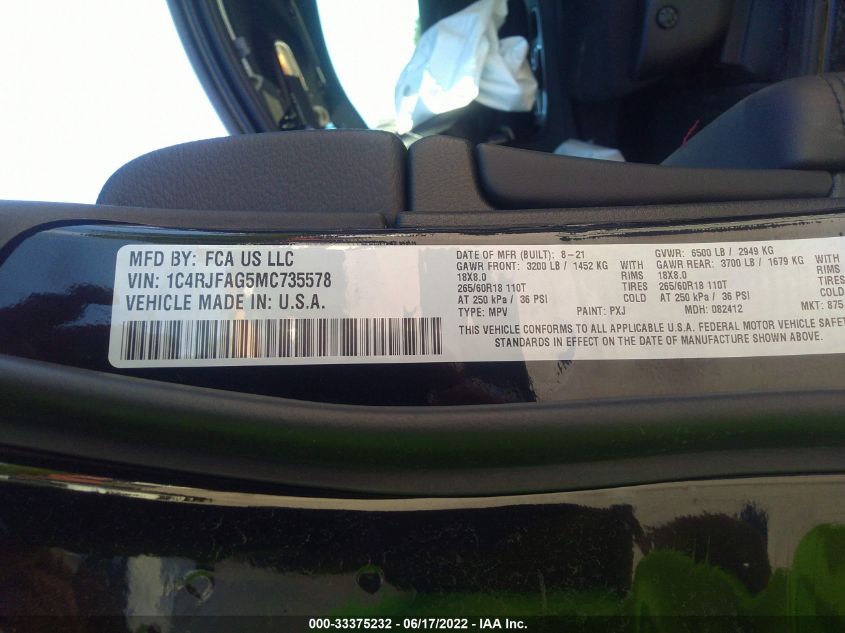 MFD BY: FCA US LLC
VIN: 1C4RJFAG5MC735578
VEHICLE MADE IN U.S.A.
DATE OF MFR (BUILT): 8-21
GVWR: 6500 LB / 2949 KG
GAWR FRONT: 3200 LB / 1452 KG WITH
GAWR REAR: 3700 LB / 1679 KG WITH
18X8.0 RIMS
18X8.0 RIMS
265/60R18 110T TIRES
265/60R18 110T TIRES
AT 250 kPa / 36 PSI COLD
AT 250 kPa / 36 PSI COLD
TYPE: MPV PAINT: PXJ MDH: 082412 MKT: 875
THIS VEHICLE CONFORMS TO ALL APPLICABLE U.S.A. FEDERAL MOTOR VEHICLE SAFET
STANDARDS IN EFFECT ON THE DATE OF MANUFACTURE SHOWN ABOVE.
000-33375232 - 06/17/2022 - IAA Inc.